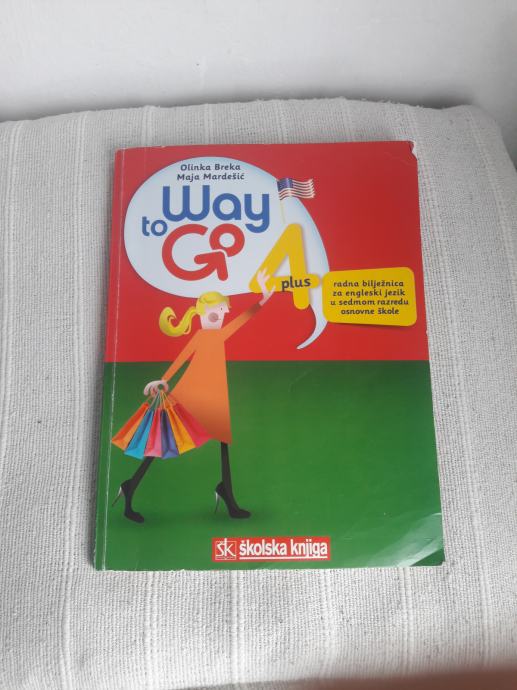 Olinka Breka
Maja Mardešić
Way
to Go
4 plus
radna bilježnica
za engleski jezik
u sedmom razredu
osnovne škole
šk školska knjiga